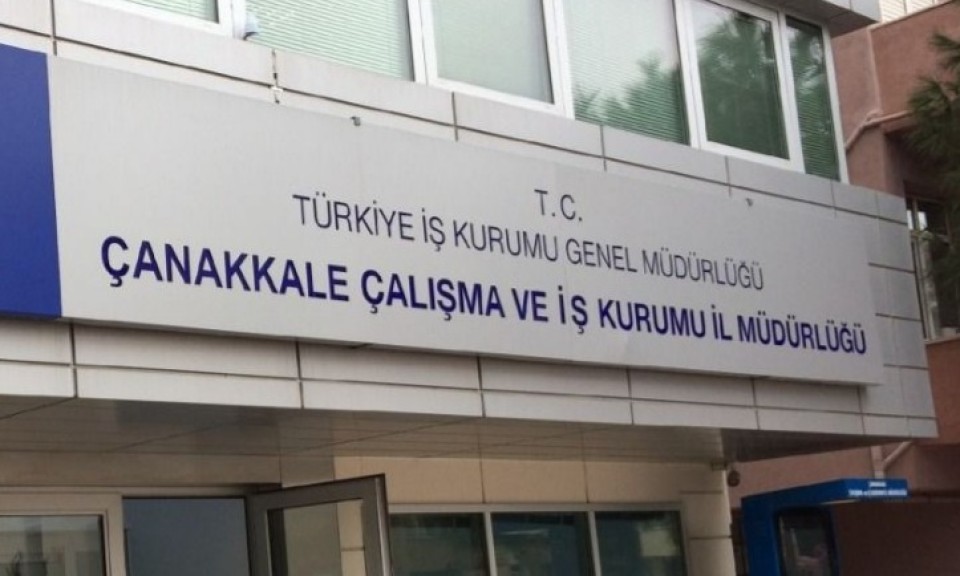 T.C.
TÜRKİYE İŞ KURUMU GENEL MÜDÜRLÜĞÜ
ÇANAKKALE ÇALIŞMA VE İŞ KURUMU İL MÜDÜRLÜĞÜ